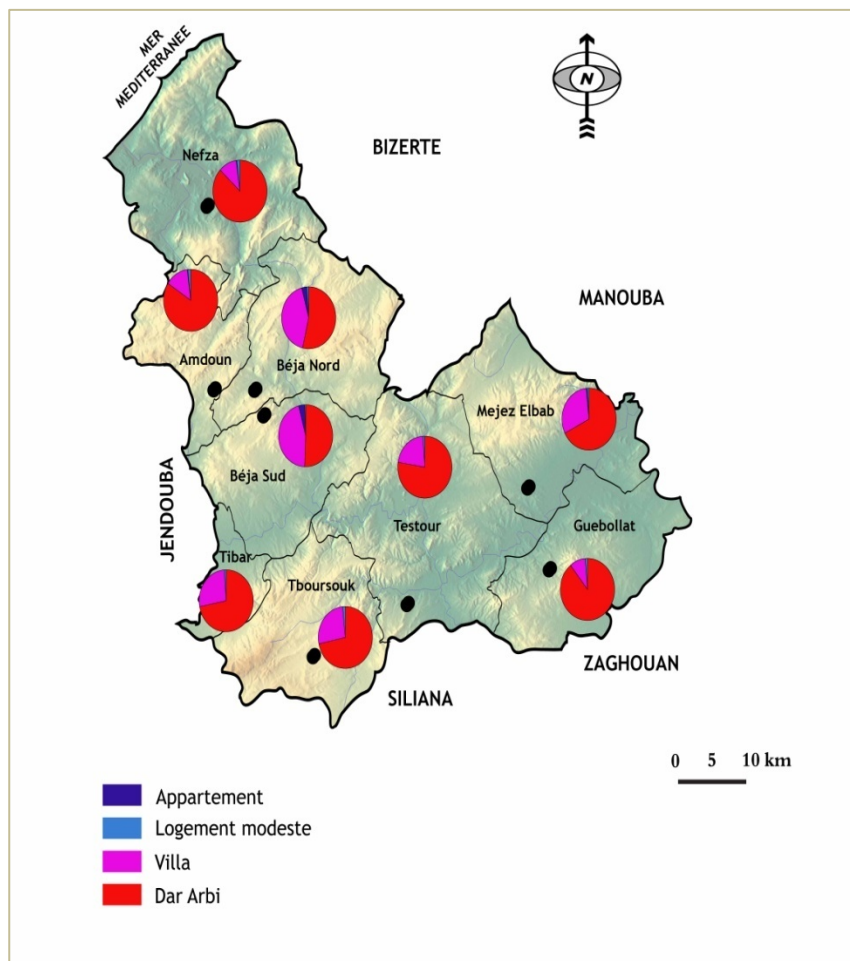 MER
MEDITERRANEE
N
BIZERTE
Nefza
MANOUBA
Amdoun
Béja Nord
Mejez Elbab
Béja Sud
JENDOUBA
Testour
Guebollat
Tibar
Tboursouk
ZAGHOUAN
SILIANA
0 5 10 km
Appartement
Logement modeste
Villa
Dar Arbi